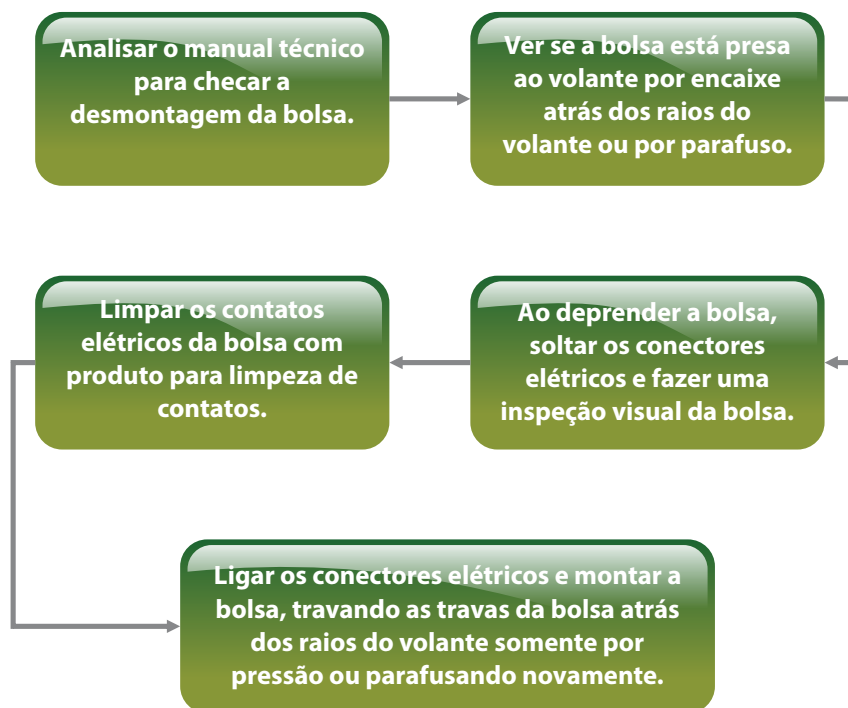 Analisar o manual técnico
para checar a
desmontagem da bolsa.
Ver se a bolsa está presa
ao volante por encaixe
atrás dos raios do
volante ou por parafuso.
Ao deprender a bolsa,
soltar os conectores
elétricos e fazer uma
inspeção visual da bolsa.
Limpar os contatos
elétricos da bolsa com
produto para limpeza de
contatos.
Ligar os conectores elétricos e montar a
bolsa, travando as travas da bolsa atrás
dos raios do volante somente por
pressão ou parafusando novamente.